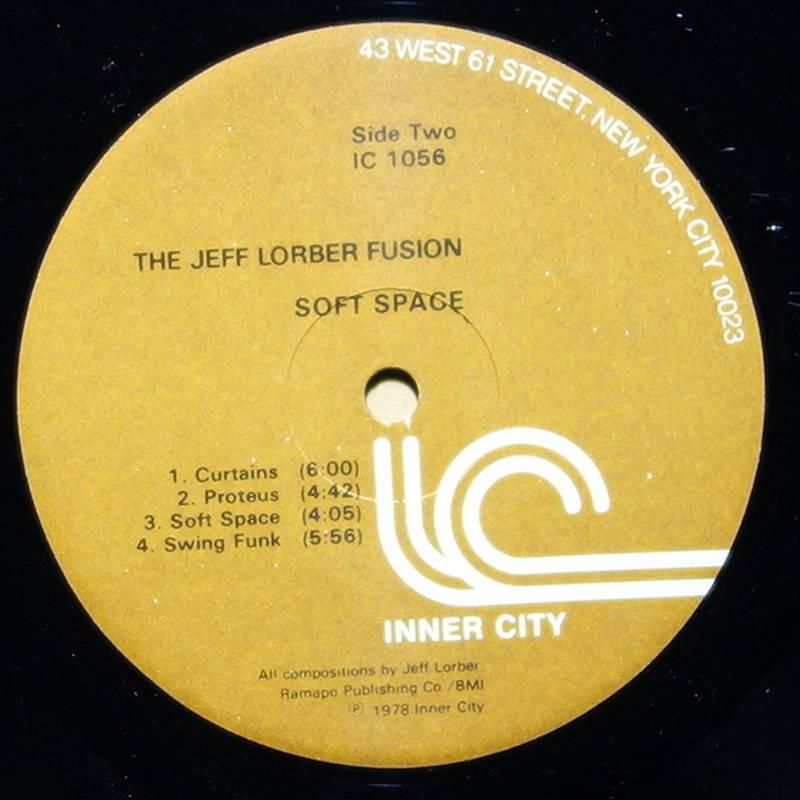 43 WEST 61 STREET, NEW YORK CITY 10023
Side Two
IC 1056
THE JEFF LORBER FUSION
SOFT SPACE
1. Curtains (6:00)
2. Proteus (4:42)
3. Soft Space (4:05)
4. Swing Funk (5:56)
ic
INNER CITY
All compositions by Jeff Lorber.
Ramapo Publishing Co./BMI
℗ 1978 Inner City